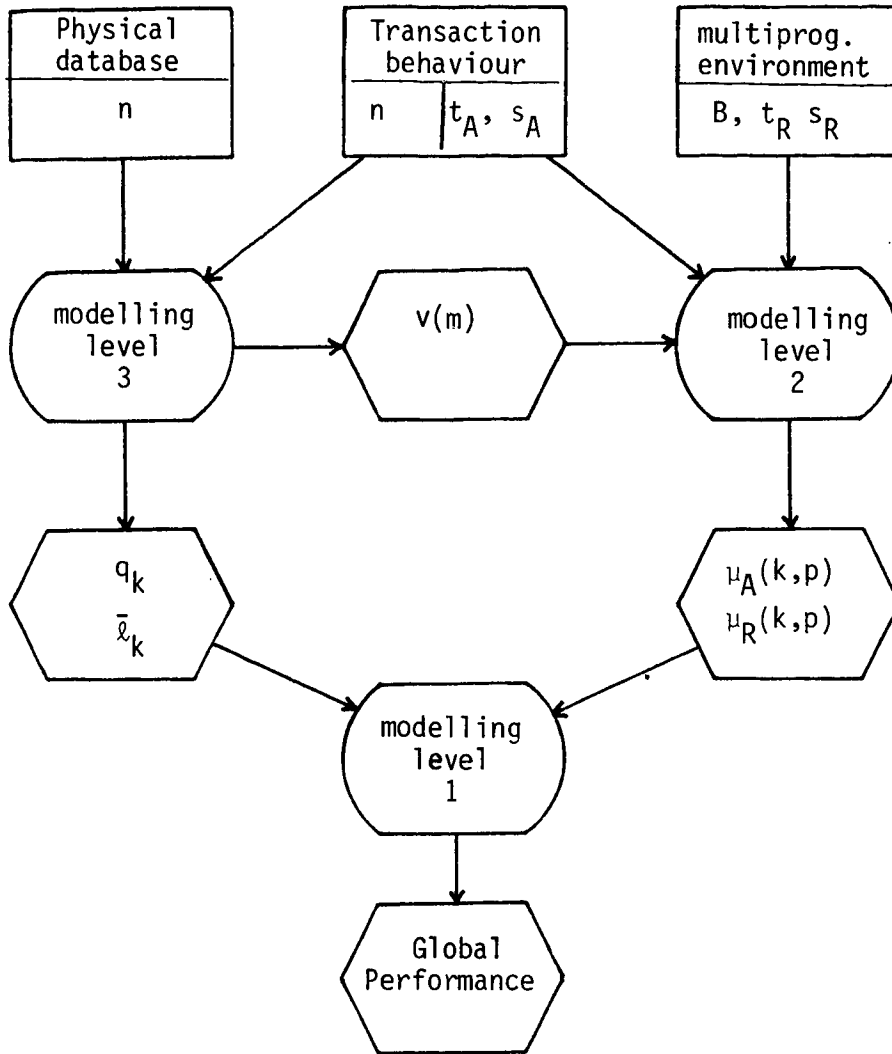 Physical
database
n
Transaction
behaviour
n t_A, s_A
multiprog.
environment
B, t_R s_R
modelling
level
3
v(m)
modelling
level
2
q_k
ℓ̄_k
μ_A(k,p)
μ_R(k,p)
modelling
level
1
Global
Performance